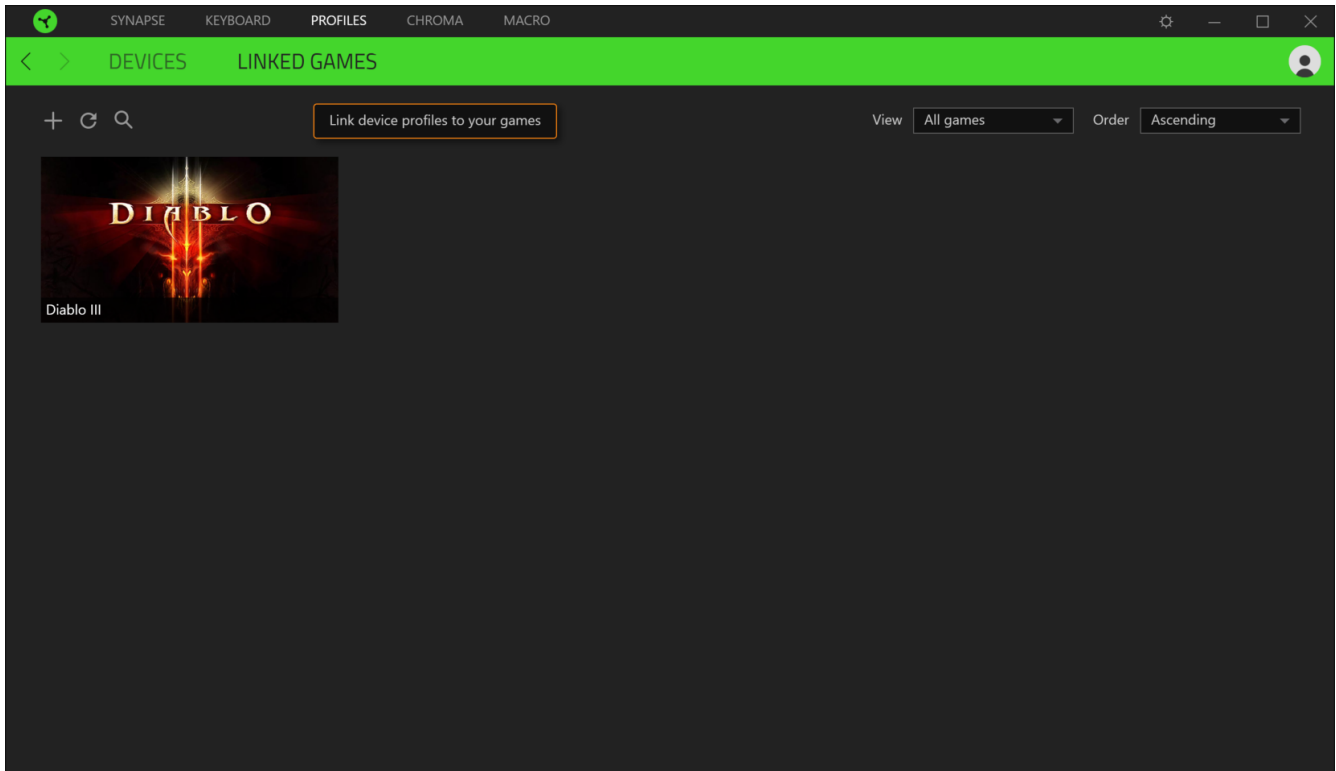 SYNAPSE KEYBOARD PROFILES CHROMA MACRO
DEVICES LINKED GAMES
Link device profiles to your games View All games Order Ascending
DIABLO
Diablo III